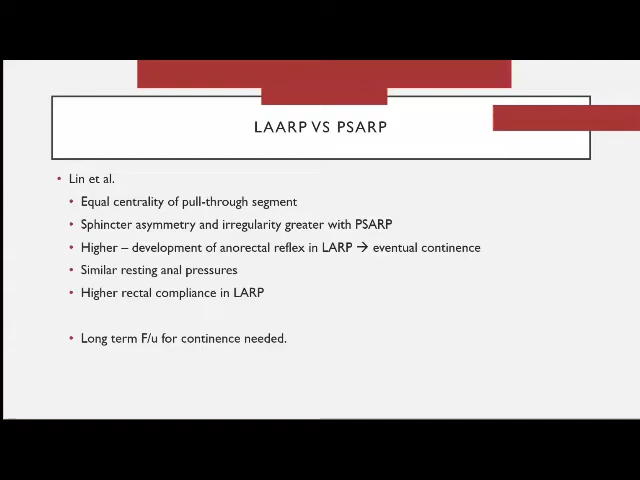 LAARP VS PSARP
• Lin et al.
• Equal centrality of pull-through segment
• Sphincter asymmetry and irregularity greater with PSARP
• Higher – development of anorectal reflex in LARP → eventual continence
• Similar resting anal pressures
• Higher rectal compliance in LARP
• Long term F/u for continence needed.